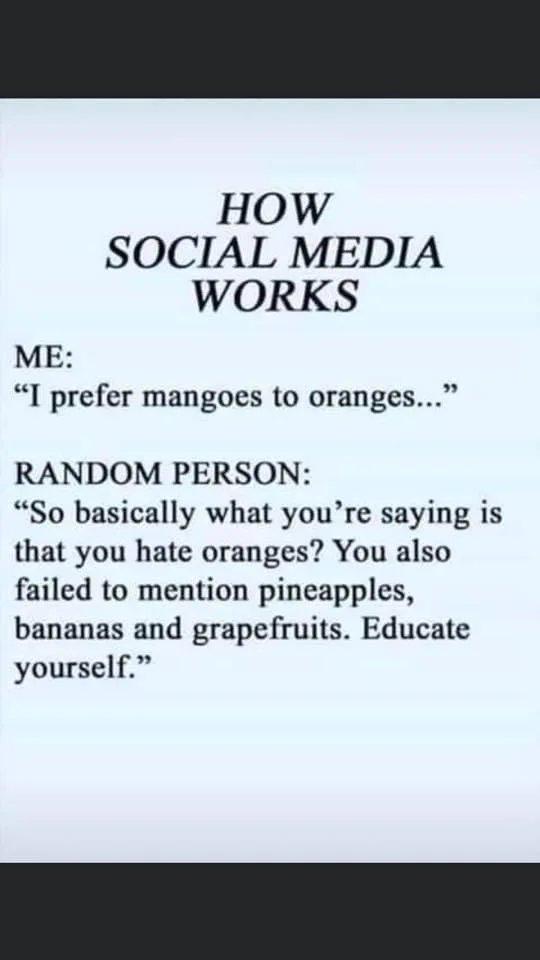 HOW
SOCIAL MEDIA
WORKS
ME:
“I prefer mangoes to oranges...”
RANDOM PERSON:
“So basically what you’re saying is
that you hate oranges? You also
failed to mention pineapples,
bananas and grapefruits. Educate
yourself.”